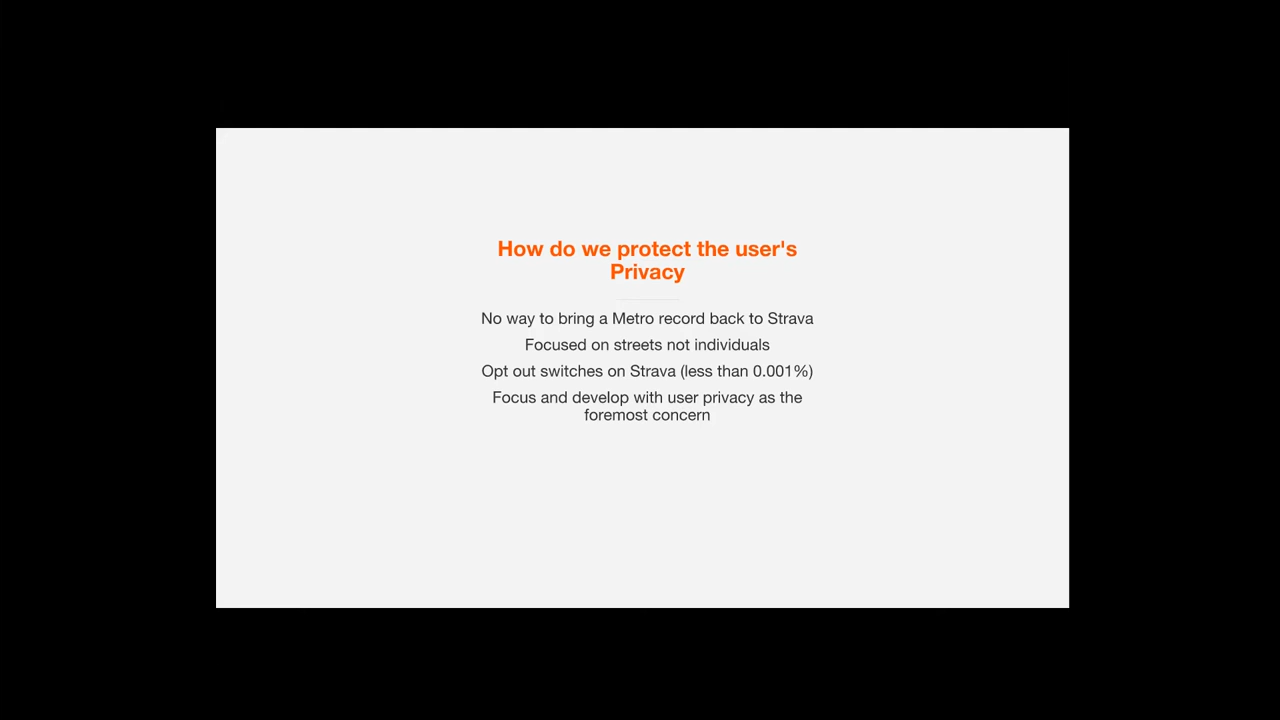 How do we protect the user's
Privacy
No way to bring a Metro record back to Strava
Focused on streets not individuals
Opt out switches on Strava (less than 0.001%)
Focus and develop with user privacy as the
foremost concern